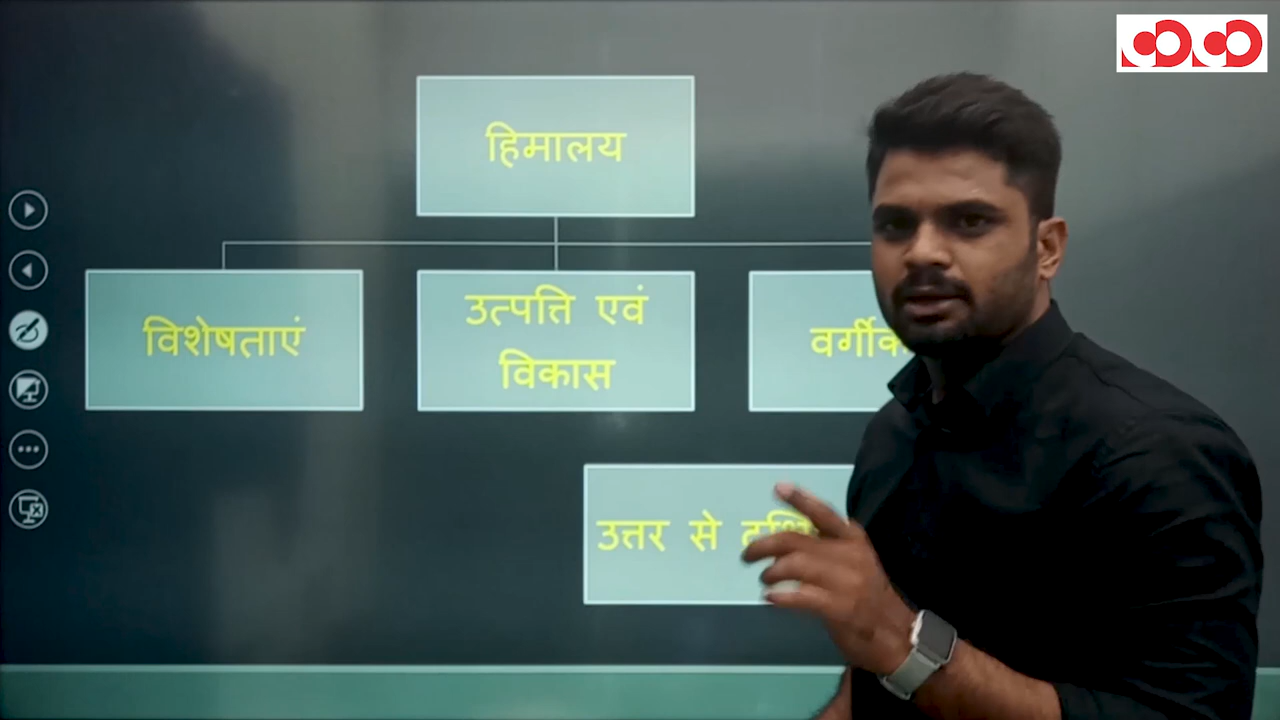 हिमालय
विशेषताएं
उत्पत्ति एवं
विकास
उत्तर से